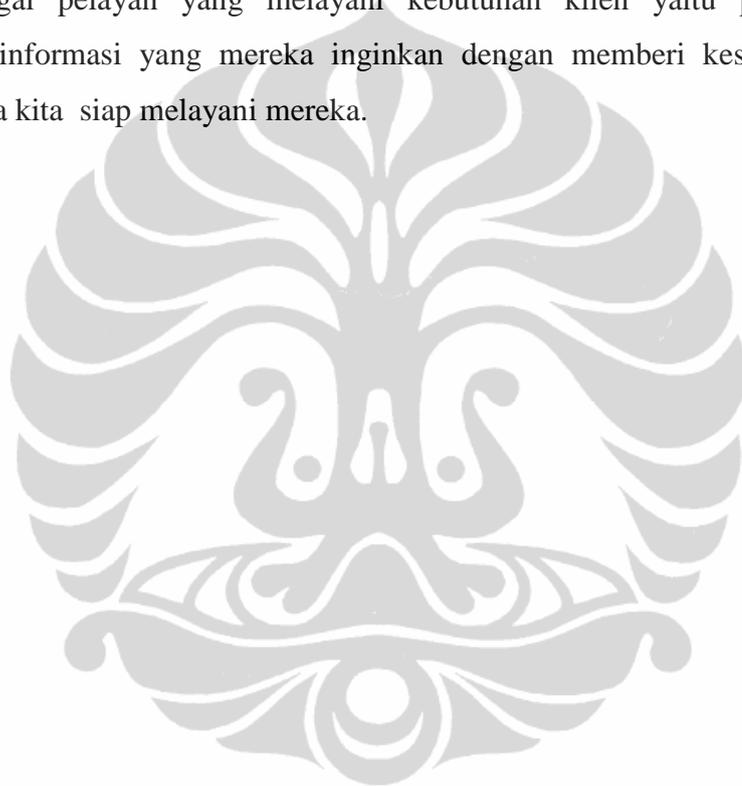 pelayan yang melayani kebutuhan klien yaitu
informasi yang mereka inginkan dengan memberi
kita siap melayani mereka.